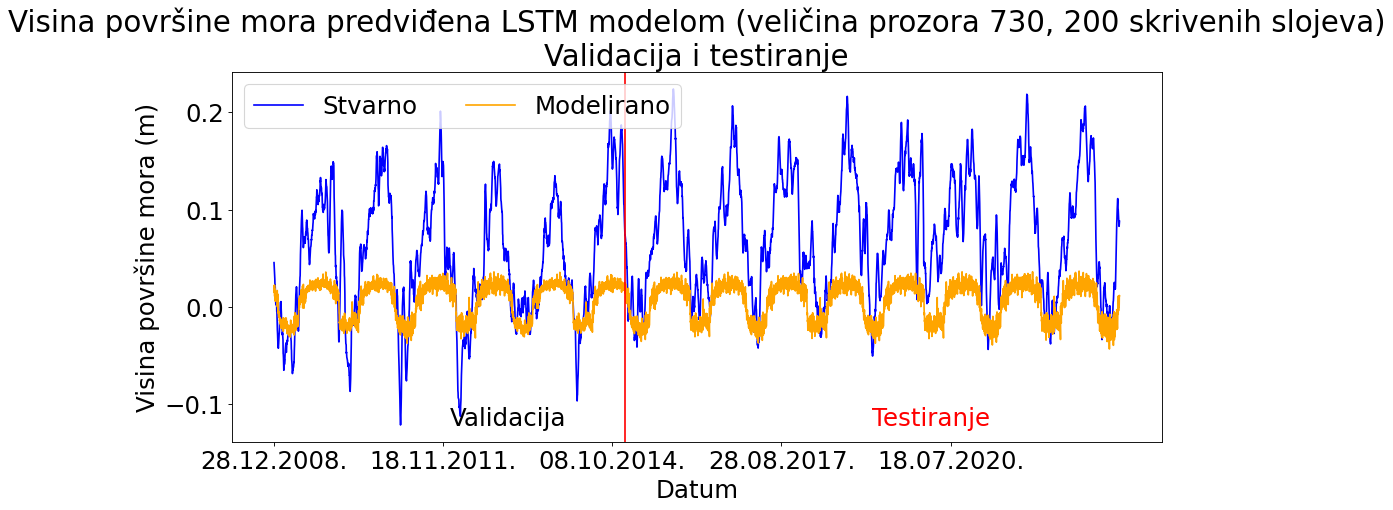 Visina površine mora predviđena LSTM modelom (veličina prozora 730, 200 skrivenih slojeva)
Validacija i testiranje
Stvarno
Modelirano
Visina površine mora (m)
0.2
0.1
0.0
−0.1
Validacija
Testiranje
28.12.2008.
18.11.2011.
08.10.2014.
28.08.2017.
18.07.2020.
Datum